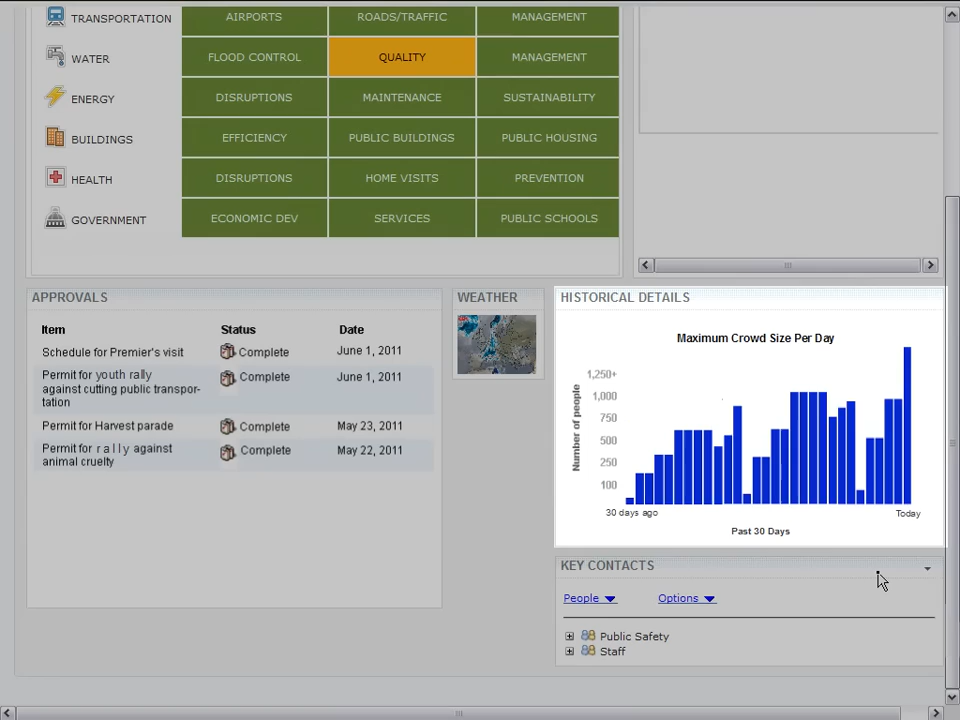 TRANSPORTATION AIRPORTS ROADS/TRAFFIC MANAGEMENT
WATER FLOOD CONTROL QUALITY MANAGEMENT
ENERGY DISRUPTIONS MAINTENANCE SUSTAINABILITY
BUILDINGS EFFICIENCY PUBLIC BUILDINGS PUBLIC HOUSING
HEALTH DISRUPTIONS HOME VISITS PREVENTION
GOVERNMENT ECONOMIC DEV SERVICES PUBLIC SCHOOLS
APPROVALS
Item Status Date
Schedule for Premier's visit Complete June 1, 2011
Permit for youth rally Complete June 1, 2011
against cutting public transpor-
tation
Permit for Harvest parade Complete May 23, 2011
Permit for rally against Complete May 22, 2011
animal cruelty
WEATHER
HISTORICAL DETAILS
Maximum Crowd Size Per Day
Number of people
1,250+
1,000
750
500
250
100
30 days ago Today
Past 30 Days
KEY CONTACTS
People Options
Public Safety
Staff